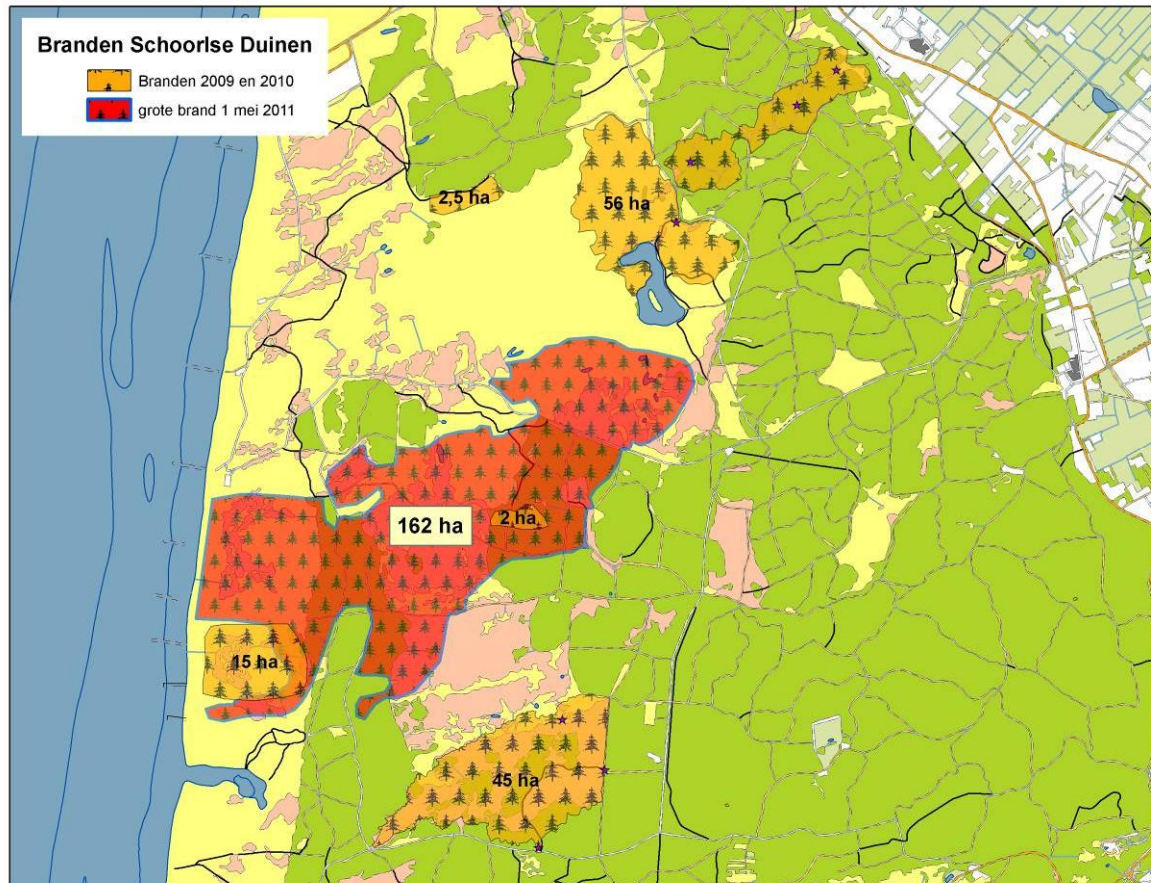 Branden Schoorlse Duinen
Branden 2009 en 2010
grote brand 1 mei 2011
2,5 ha
56 ha
2 ha
162 ha
15 ha
45 ha